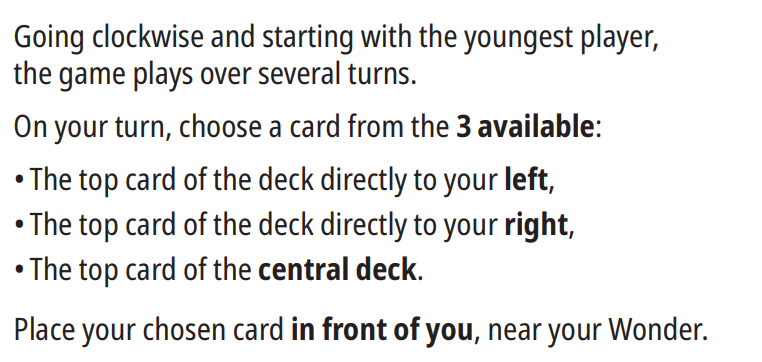 Going clockwise and starting with the youngest player,
the game plays over several turns.
On your turn, choose a card from the 3 available:
• The top card of the deck directly to your left,
• The top card of the deck directly to your right,
• The top card of the central deck.
Place your chosen card in front of you, near your Wonder.